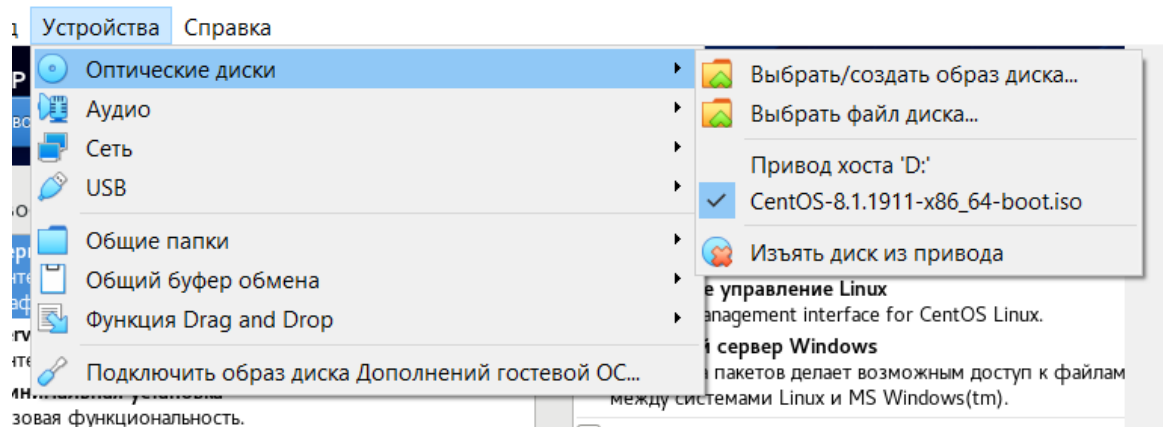 Устройства Справка
Оптические диски
Аудио
Сеть
USB
Общие папки
Общий буфер обмена
Функция Drag and Drop
Подключить образ диска Дополнений гостевой ОС...
Выбрать/создать образ диска...
Выбрать файл диска...
Привод хоста 'D:'
CentOS-8.1.1911-x86_64-boot.iso
Изъять диск из привода
е управление Linux
anagement interface for CentOS Linux.
й сервер Windows
пакетов делает возможным доступ к файлам
между системами Linux и MS Windows(tm).
зовая функциональность.